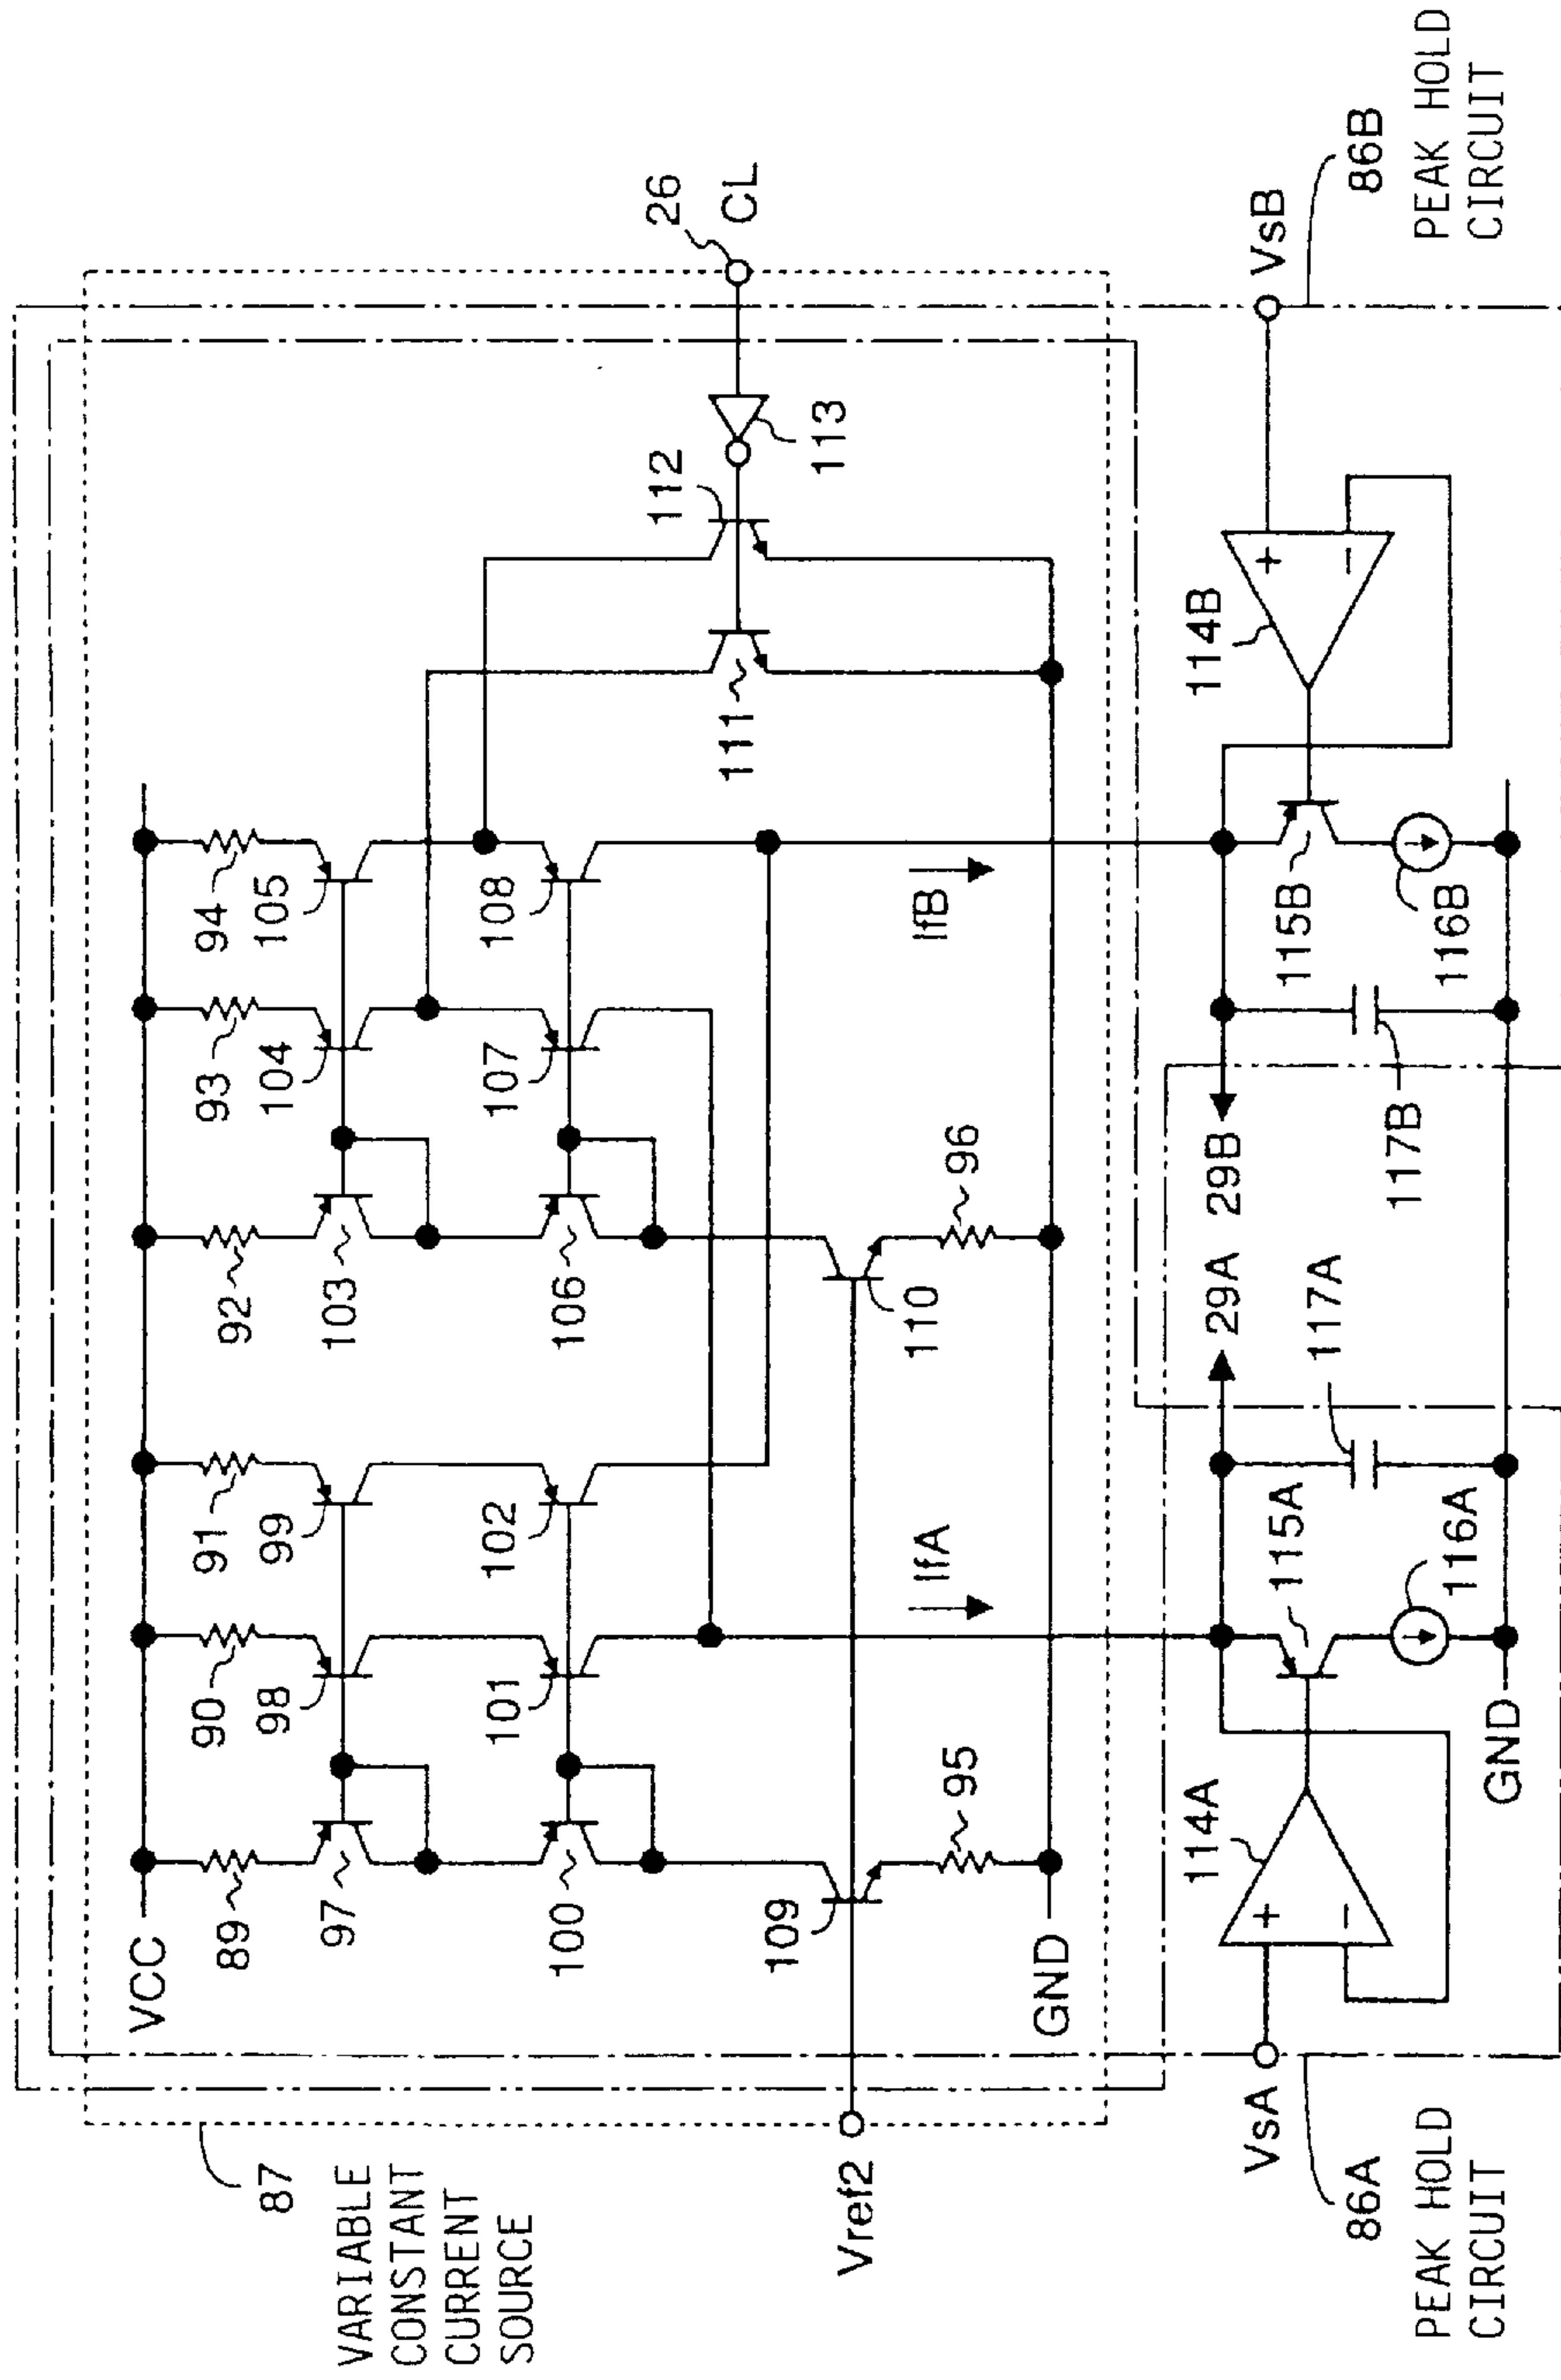 VARIABLE
CONSTANT
CURRENT
SOURCE
87
VCC
89
90
91
92
93
94
97
98
99
103
104
105
100
101
102
106
107
108
26
CL
111
112
113
109
110
Vref2
IfA
IfB
95
96
GND
VsA
114A
+
−
115A
116A
117A
29A
29B
117B
115B
116B
114B
+
−
VsB
GND
86A
PEAK HOLD
CIRCUIT
86B
PEAK HOLD
CIRCUIT